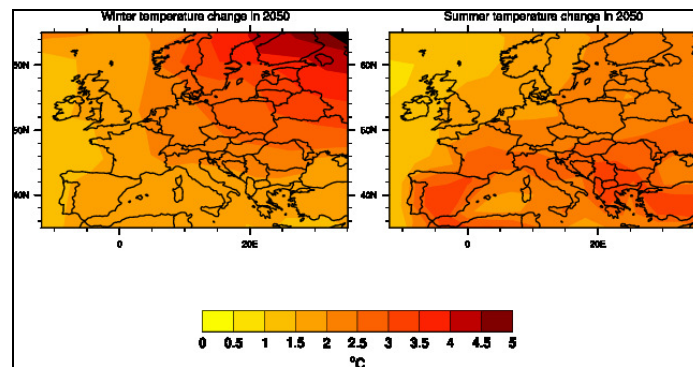 Winter temperature change in 2050
Summer temperature change in 2050
60N
50N
40N
0
20E
60N
50N
40N
0
20E
0 0.5 1 1.5 2 2.5 3 3.5 4 4.5 5
°C